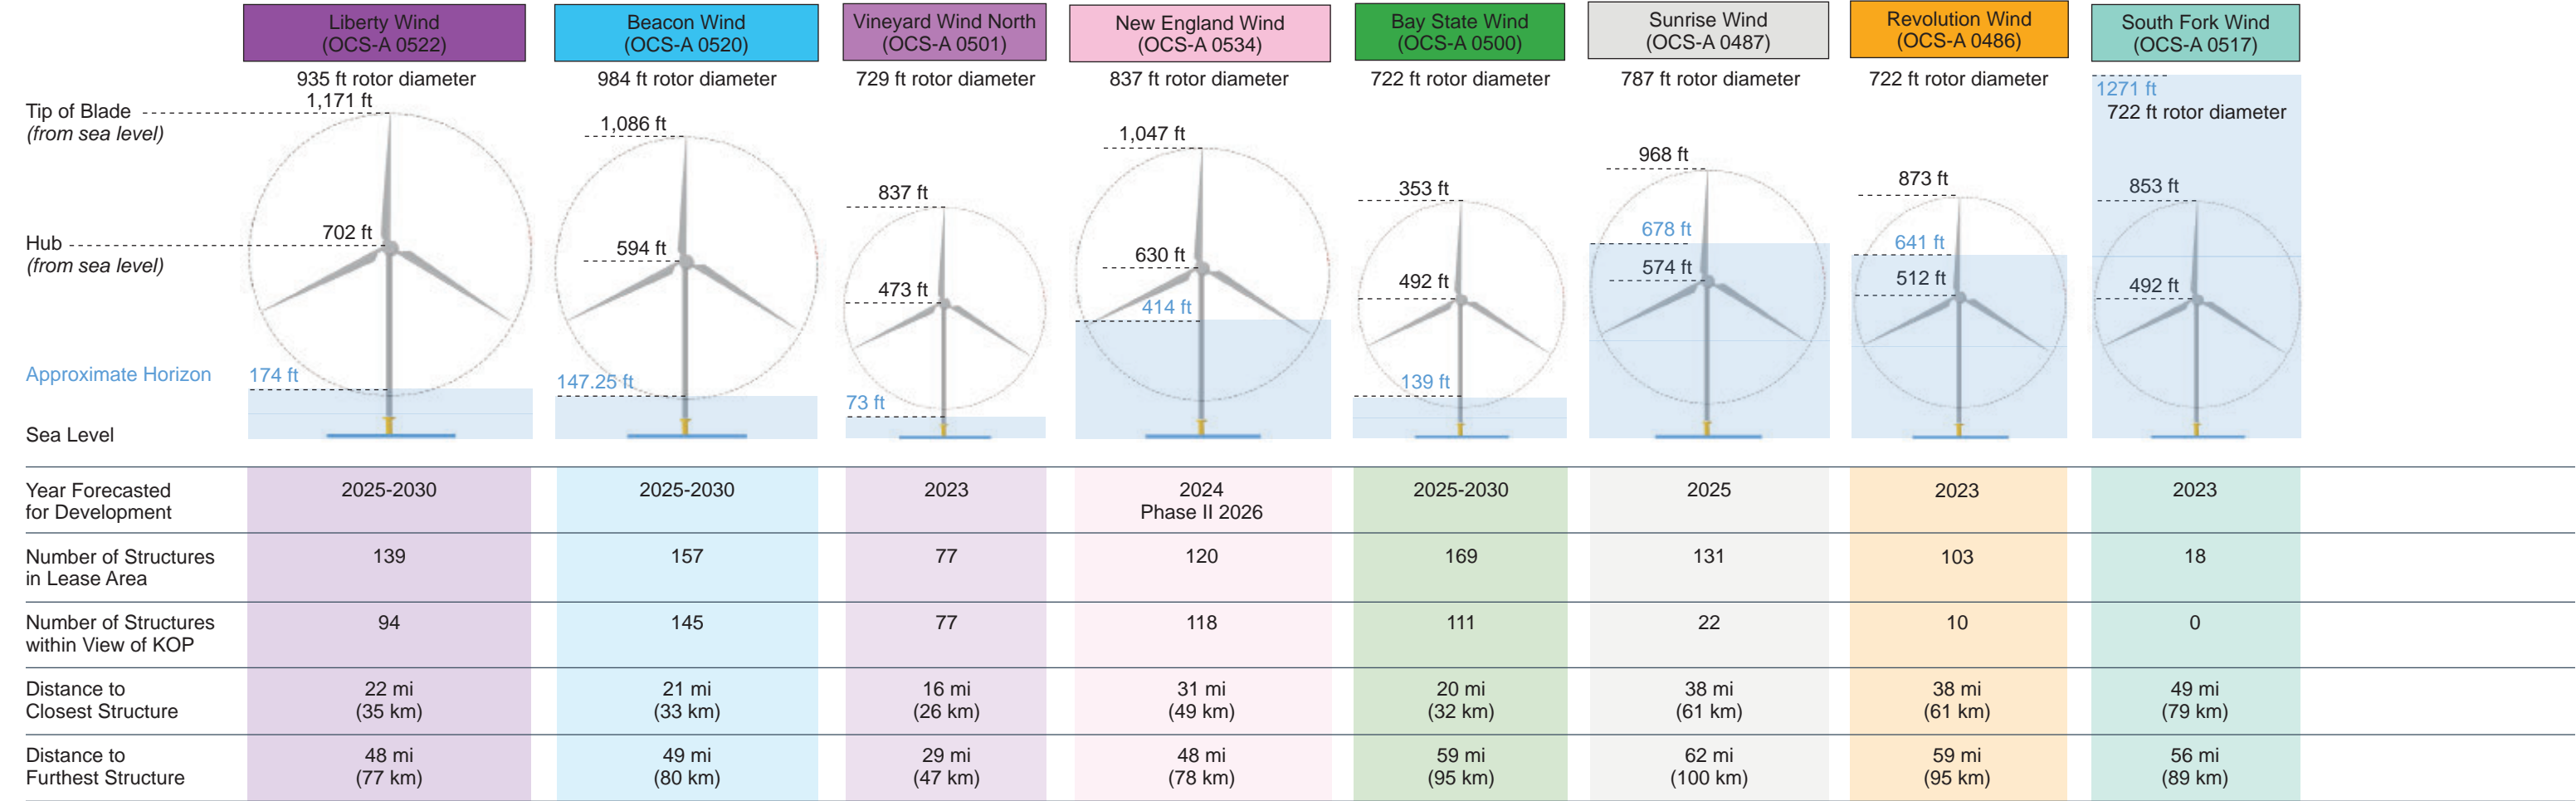 Liberty Wind
(OCS-A 0522)
Beacon Wind
(OCS-A 0520)
Vineyard Wind North
(OCS-A 0501)
New England Wind
(OCS-A 0534)
Bay State Wind
(OCS-A 0500)
Sunrise Wind
(OCS-A 0487)
Revolution Wind
(OCS-A 0486)
South Fork Wind
(OCS-A 0517)
935 ft rotor diameter
984 ft rotor diameter
729 ft rotor diameter
837 ft rotor diameter
722 ft rotor diameter
787 ft rotor diameter
722 ft rotor diameter
1271 ft
722 ft rotor diameter
Tip of Blade
(from sea level)
1,171 ft
1,086 ft
837 ft
1,047 ft
353 ft
968 ft
873 ft
853 ft
Hub
(from sea level)
702 ft
594 ft
473 ft
630 ft
492 ft
574 ft
512 ft
492 ft
Approximate Horizon
174 ft
147.25 ft
73 ft
414 ft
139 ft
678 ft
641 ft
Sea Level
Year Forecasted
for Development
2025-2030
2025-2030
2023
2024
Phase II 2026
2025-2030
2025
2023
2023
Number of Structures
in Lease Area
139
157
77
120
169
131
103
18
Number of Structures
within View of KOP
94
145
77
118
111
22
10
0
Distance to
Closest Structure
22 mi
(35 km)
21 mi
(33 km)
16 mi
(26 km)
31 mi
(49 km)
20 mi
(32 km)
38 mi
(61 km)
38 mi
(61 km)
49 mi
(79 km)
Distance to
Furthest Structure
48 mi
(77 km)
49 mi
(80 km)
29 mi
(47 km)
48 mi
(78 km)
59 mi
(95 km)
62 mi
(100 km)
59 mi
(95 km)
56 mi
(89 km)